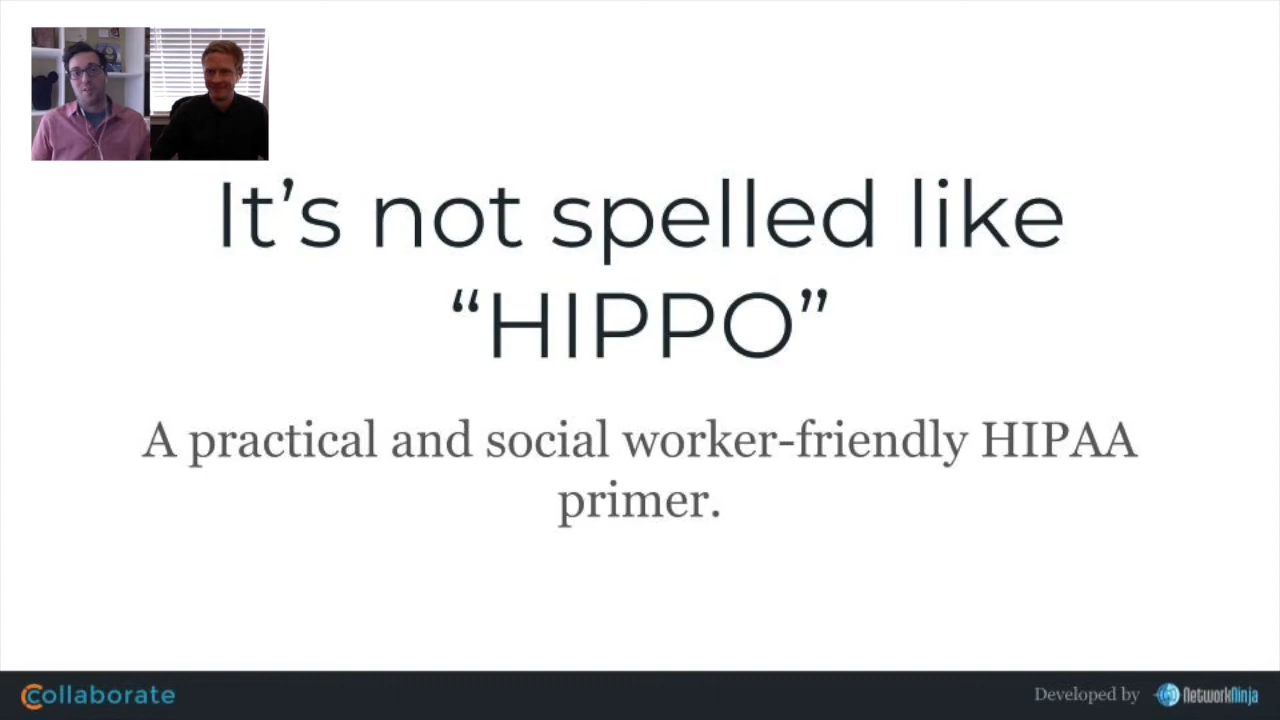 It’s not spelled like
“HIPPO”
A practical and social worker-friendly HIPAA
primer.
collaborate
Developed by NetworkNinja